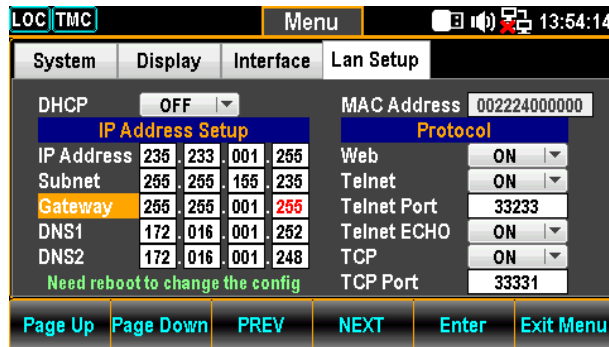 LOC TMC Menu 13:54:14
System Display Interface Lan Setup
DHCP OFF MAC Address 002224000000
IP Address Setup Protocol
IP Address 235 . 233 . 001 . 255 Web ON
Subnet 255 . 255 . 155 . 235 Telnet ON
Gateway 255 . 255 . 001 . 255 Telnet Port 33233
DNS1 172 . 016 . 001 . 252 Telnet ECHO ON
DNS2 172 . 016 . 001 . 248 TCP ON
Need reboot to change the config TCP Port 33331
Page Up Page Down PREV NEXT Enter Exit Menu